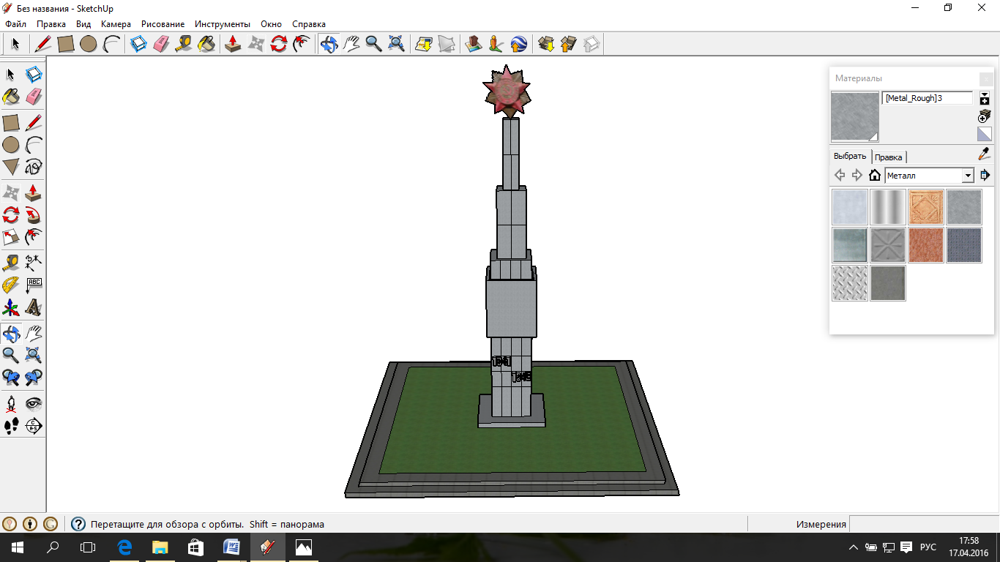 Без названия - SketchUp
Файл Правка Вид Камера Рисование Инструменты Окно Справка
Материалы
[Metal_Rough]3
Выбрать Правка
Металл
ABC
A
1941
1945
C
A-S
Перетащите для обзора с орбиты. Shift = панорама
Измерения
РУС
17:58
17.04.2016